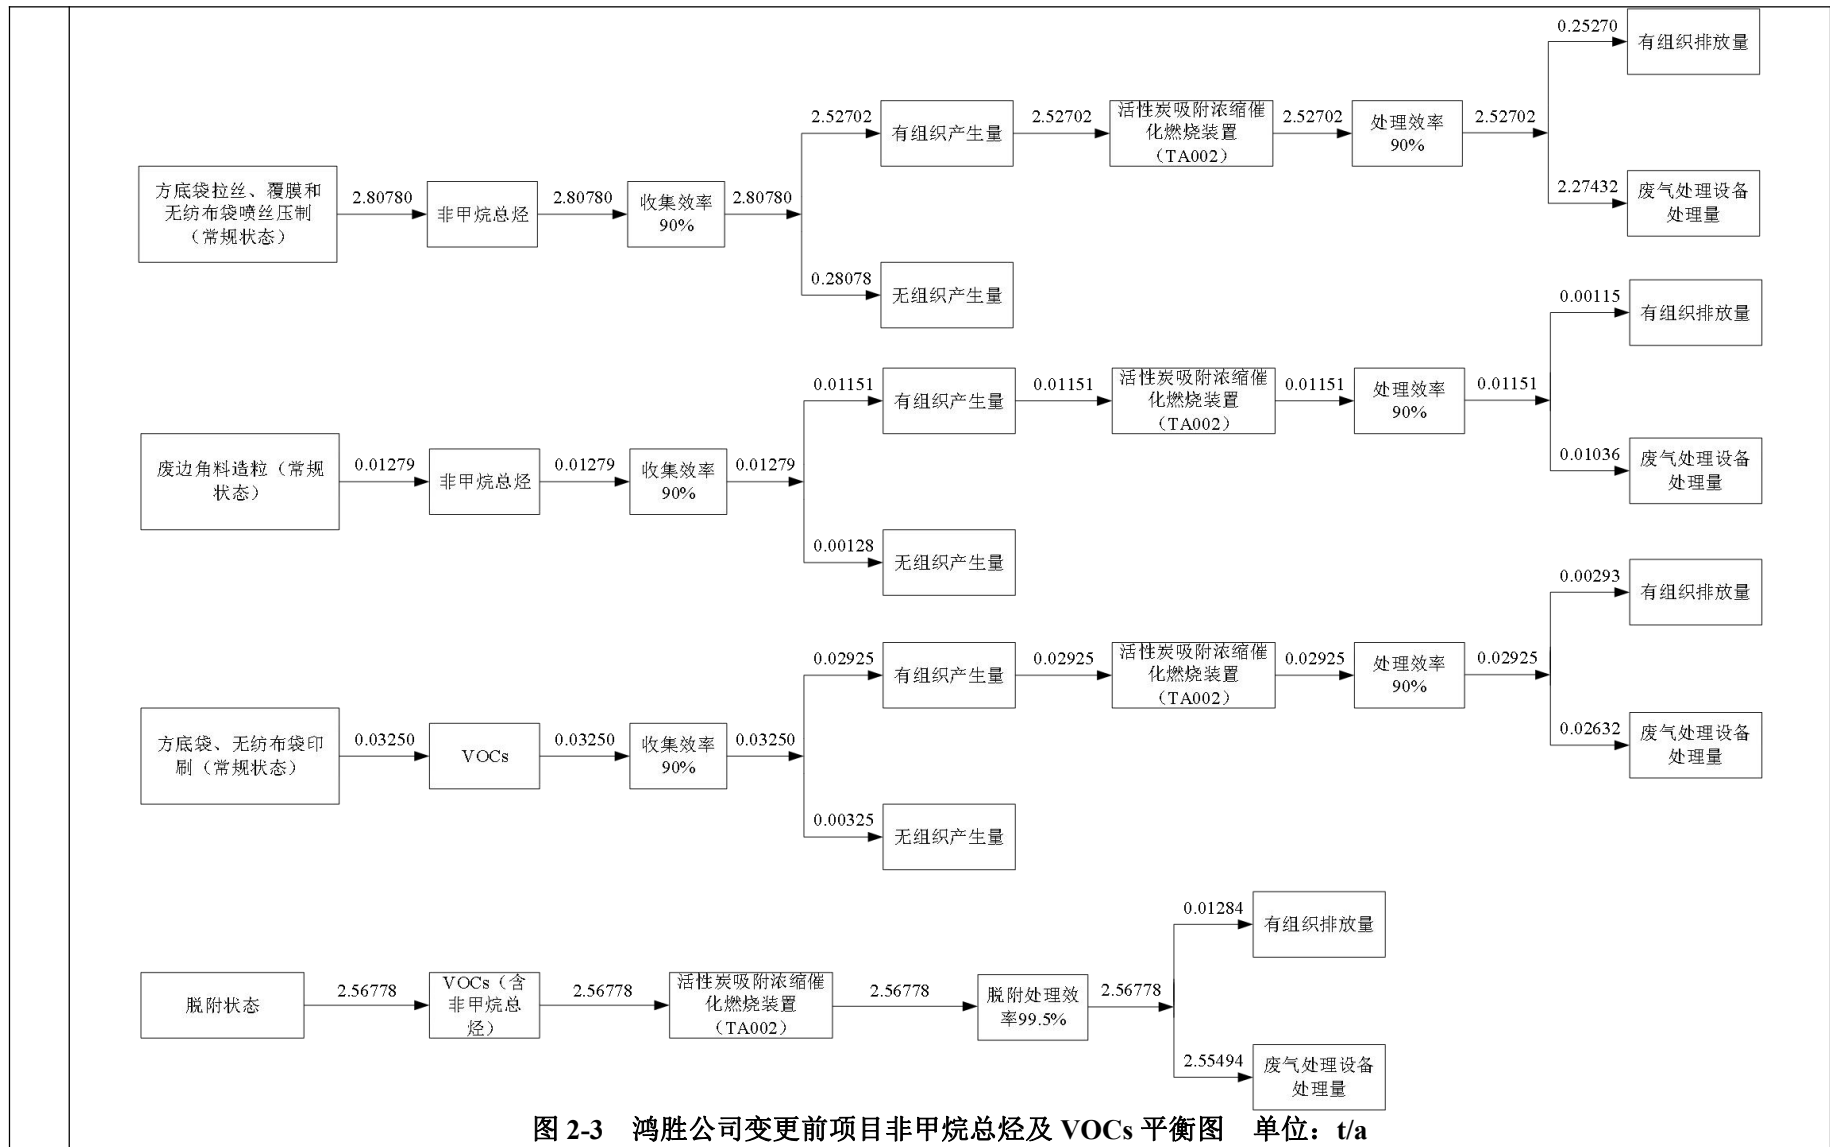 方底袋拉丝、覆膜和
无纺布袋喷丝压制
（常规状态）
2.80780
非甲烷总烃
2.80780
收集效率
90%
2.80780
2.52702
有组织产生量
2.52702
活性炭吸附浓缩催
化燃烧装置
（TA002）
2.52702
处理效率
90%
2.52702
0.25270
有组织排放量
2.27432
废气处理设备
处理量
0.28078
无组织产生量
废边角料造粒（常规
状态）
0.01279
非甲烷总烃
0.01279
收集效率
90%
0.01279
0.01151
有组织产生量
0.01151
活性炭吸附浓缩催
化燃烧装置
（TA002）
0.01151
处理效率
90%
0.01151
0.00115
有组织排放量
0.01036
废气处理设备
处理量
0.00128
无组织产生量
方底袋、无纺布袋印
刷（常规状态）
0.03250
VOCs
0.03250
收集效率
90%
0.03250
0.02925
有组织产生量
0.02925
活性炭吸附浓缩催
化燃烧装置
（TA002）
0.02925
处理效率
90%
0.02925
0.00293
有组织排放量
0.02632
废气处理设备
处理量
0.00325
无组织产生量
脱附状态
2.56778
VOCs（含
非甲烷总
烃）
2.56778
活性炭吸附浓缩催
化燃烧装置
（TA002）
2.56778
脱附处理效
率99.5%
2.56778
0.01284
有组织排放量
2.55494
废气处理设备
处理量
图 2-3 鸿胜公司变更前项目非甲烷总烃及 VOCs 平衡图 单位：t/a